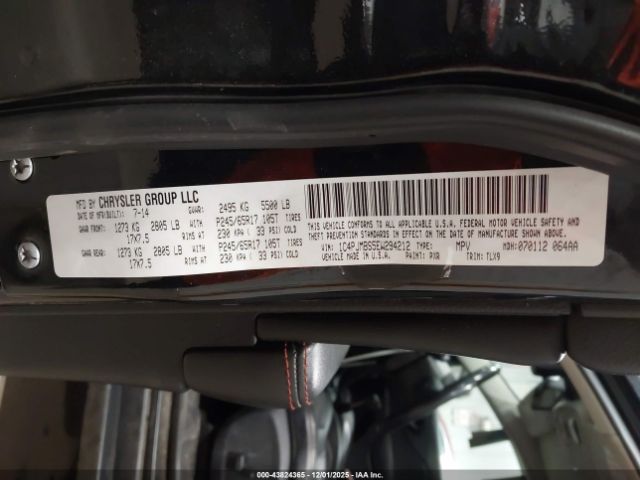 MFD BY CHRYSLER GROUP LLC
DATE OF MFR(BUILT): 7-14 GVWR: 2495 KG 5500 LB
GAWR FRONT: 1273 KG 2805 LB WITH P245/65R17 105T TIRES
17X7.5 RIMS AT 230 KPA ( 33 PSI) COLD
GAWR REAR: 1273 KG 2805 LB WITH P245/65R17 105T TIRES
17X7.5 RIMS AT 230 KPA ( 33 PSI) COLD
THIS VEHICLE CONFORMS TO ALL APPLICABLE U.S.A. FEDERAL MOTOR VEHICLE SAFETY, BUMPER, AND
THEFT PREVENTION STANDARDS IN EFFECT ON THE DATE OF MANUFACTURE SHOWN ABOVE.
VIN: 1C4PJMBS5EW294212 TYPE: MPV MDH: 070112 064AA
VEHICLE MADE IN U.S.A. PAINT: PXR TRIM: TLX9
000-43824365 12/01/2025 IAA Inc.